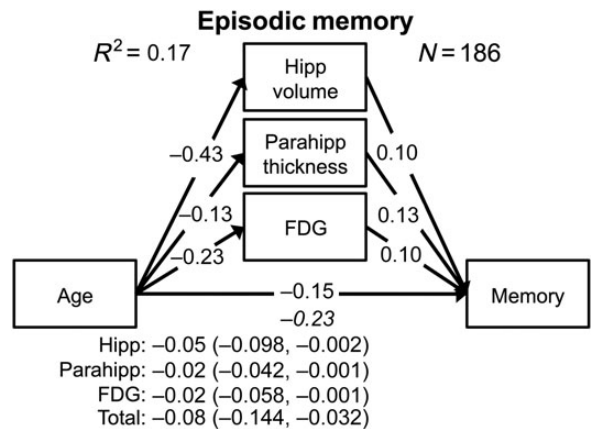 Episodic memory
R² = 0.17
N = 186
Hipp
volume
Parahipp
thickness
FDG
–0.43
–0.13
–0.23
0.10
0.13
0.10
Age
–0.15
–0.23
Memory
Hipp: –0.05 (–0.098, –0.002)
Parahipp: –0.02 (–0.042, –0.001)
FDG: –0.02 (–0.058, –0.001)
Total: –0.08 (–0.144, –0.032)